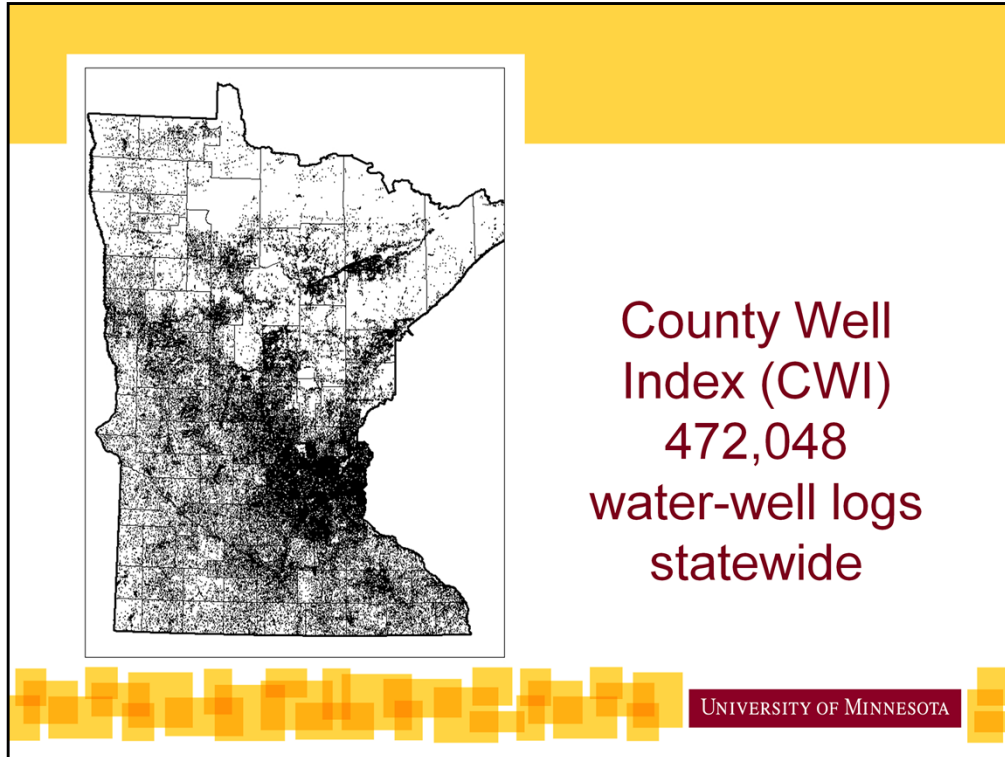 County Well
Index (CWI)
472,048
water-well logs
statewide
UNIVERSITY OF MINNESOTA